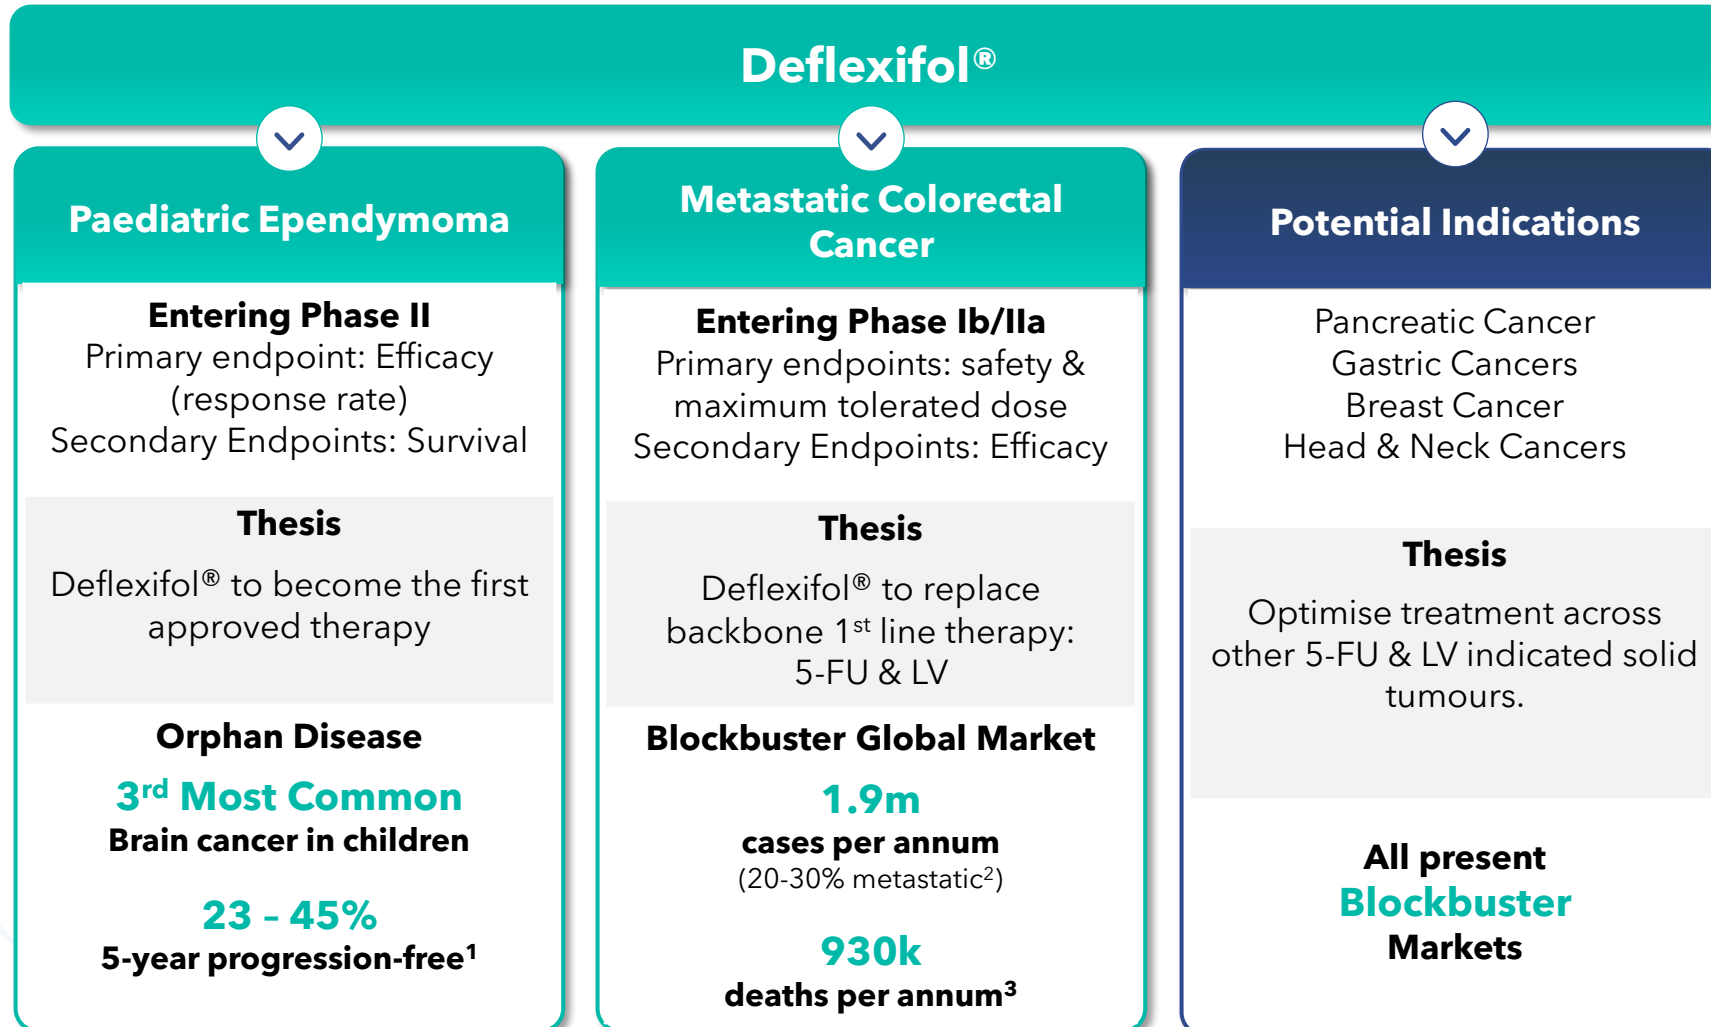 Deflexifol®
Paediatric Ependymoma
Entering Phase II
Primary endpoint: Efficacy
(response rate)
Secondary Endpoints: Survival
Thesis
Deflexifol® to become the first
approved therapy
Orphan Disease
3rd Most Common
Brain cancer in children
23 – 45%
5-year progression-free1
Metastatic Colorectal
Cancer
Entering Phase Ib/IIa
Primary endpoints: safety &
maximum tolerated dose
Secondary Endpoints: Efficacy
Thesis
Deflexifol® to replace
backbone 1st line therapy:
5-FU & LV
Blockbuster Global Market
1.9m
cases per annum
(20-30% metastatic2)
930k
deaths per annum3
Potential Indications
Pancreatic Cancer
Gastric Cancers
Breast Cancer
Head & Neck Cancers
Thesis
Optimise treatment across
other 5-FU & LV indicated solid
tumours.
All present
Blockbuster
Markets